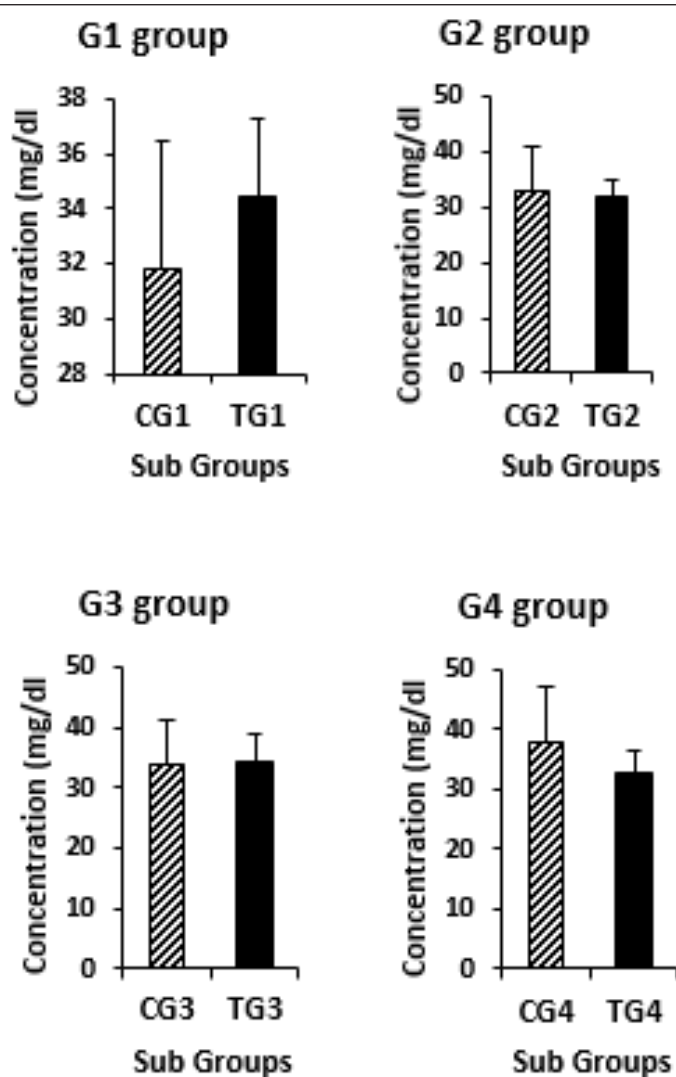 G1 group
Concentration (mg/dl)
38
36
34
32
30
28
CG1 TG1
Sub Groups
G2 group
Concentration (mg/dl)
50
40
30
20
10
0
CG2 TG2
Sub Groups
G3 group
Concentration (mg/dl)
50
40
30
20
10
0
CG3 TG3
Sub Groups
G4 group
Concentration (mg/dl)
50
40
30
20
10
0
CG4 TG4
Sub Groups